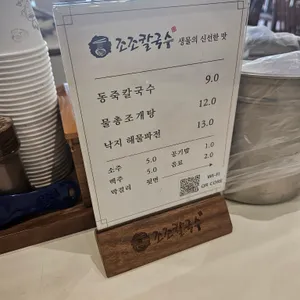 조조칼국수 생물의 신선한 맛
동죽칼국수 9.0
물총조개탕 12.0
낙지 해물파전 13.0
소주 5.0 공기밥 1.0
맥주 5.0 음료 2.0
막걸리
QR CODE
조조칼국수